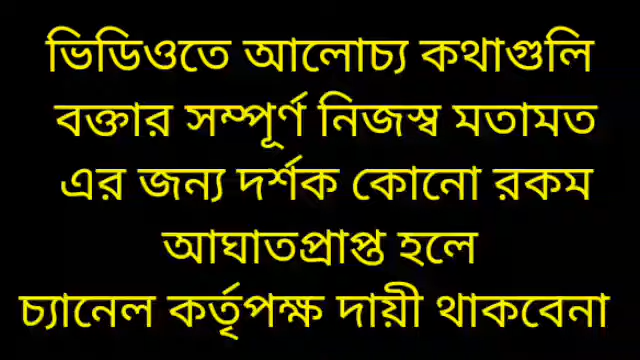 ভিডিওতে আলোচ্য কথাগুলি
বক্তার সম্পূর্ণ নিজস্ব মতামত
এর জন্য দর্শক কোনো রকম
আঘাতপ্রাপ্ত হলে
চ্যানেল কর্তৃপক্ষ দায়ী থাকবেনা